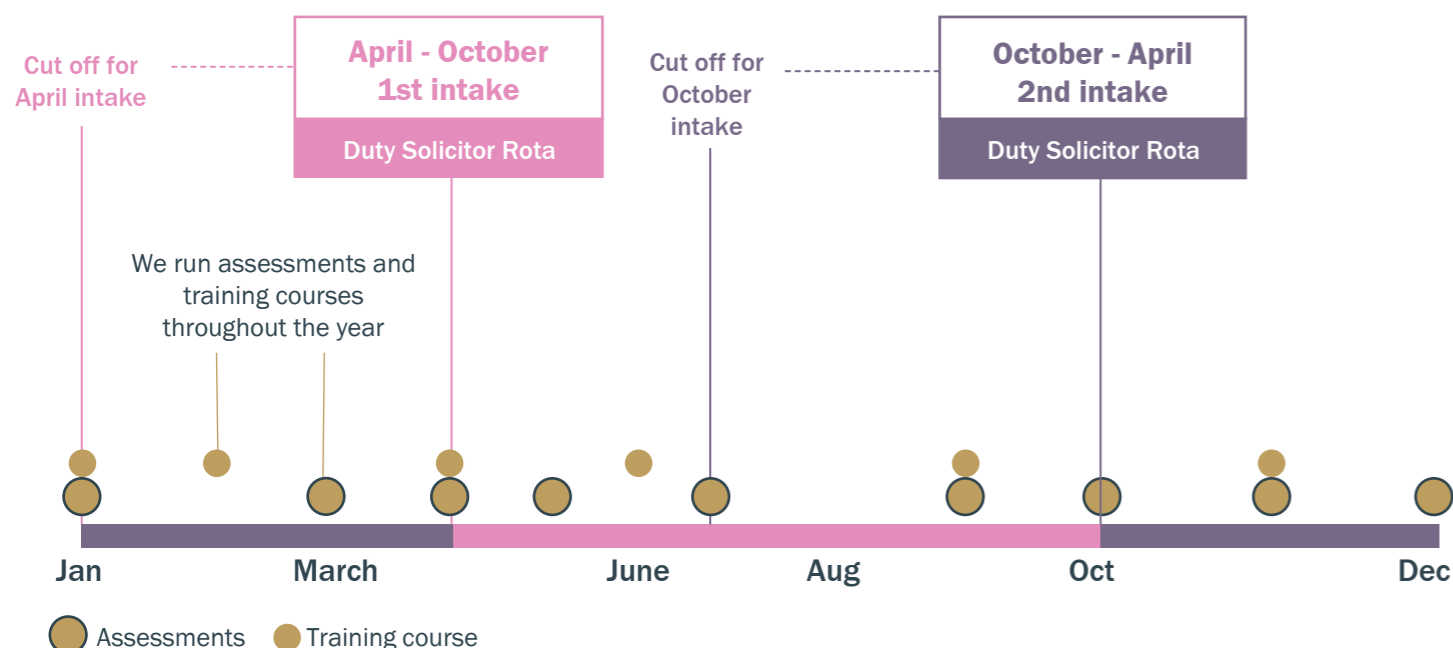 Cut off for
April intake
April - October
1st intake
Duty Solicitor Rota
Cut off for
October
intake
October - April
2nd intake
Duty Solicitor Rota
We run assessments and
training courses
throughout the year
Jan
March
June
Aug
Oct
Dec
Assessments
Training course